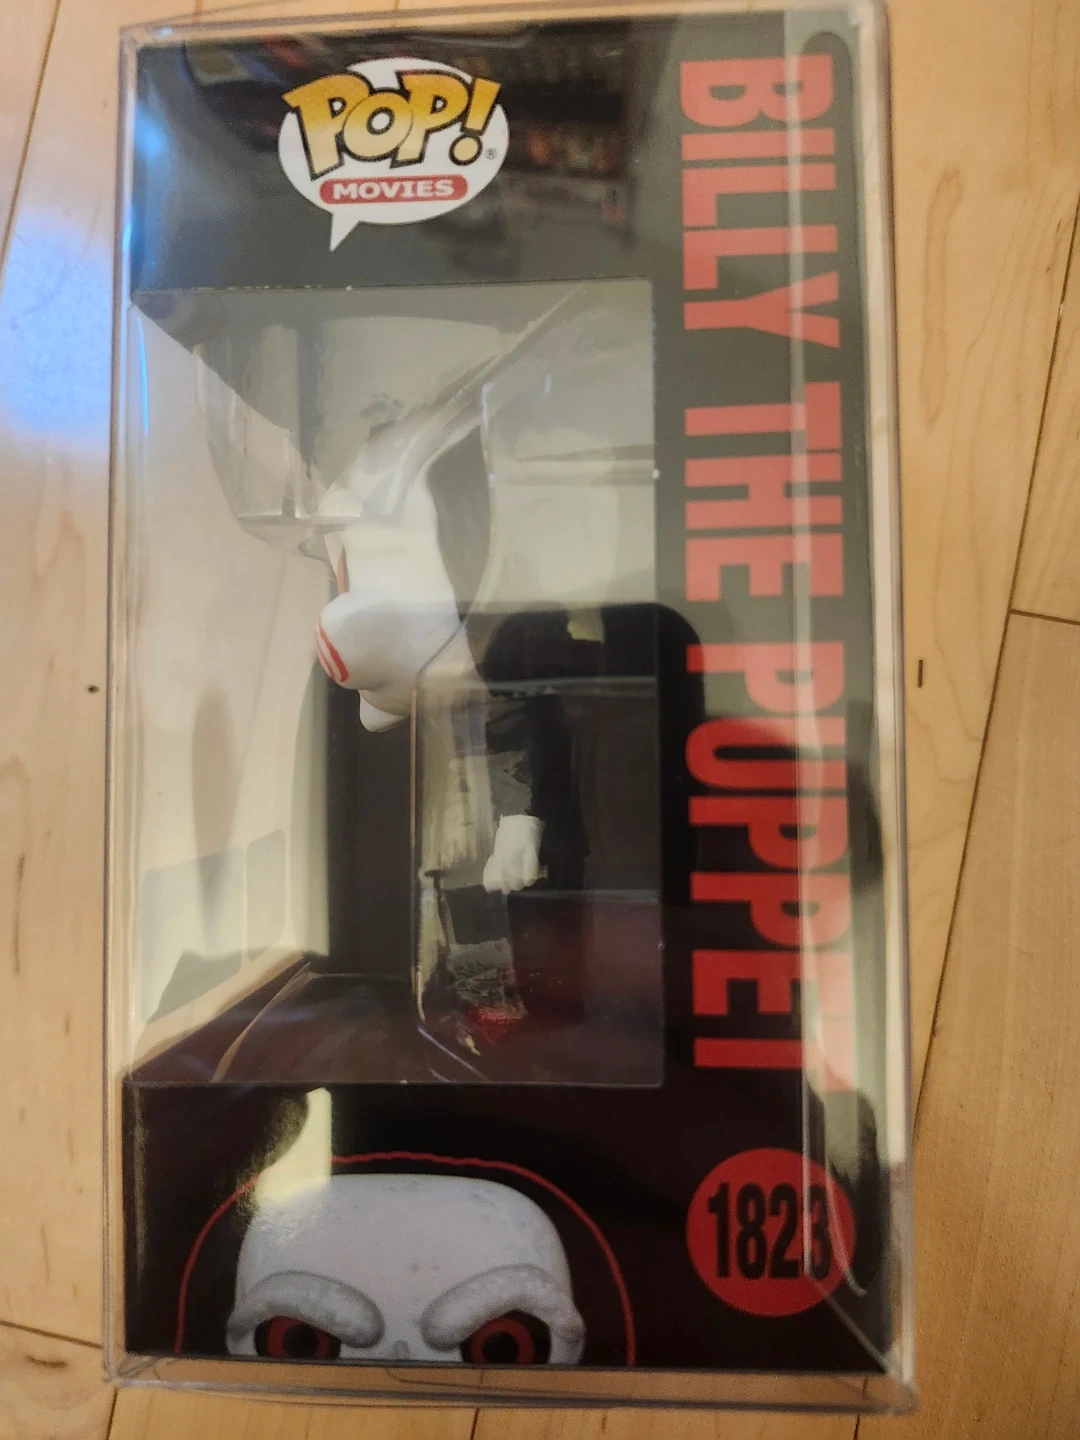 POP!®
MOVIES
BILLY THE PUPPET
1823